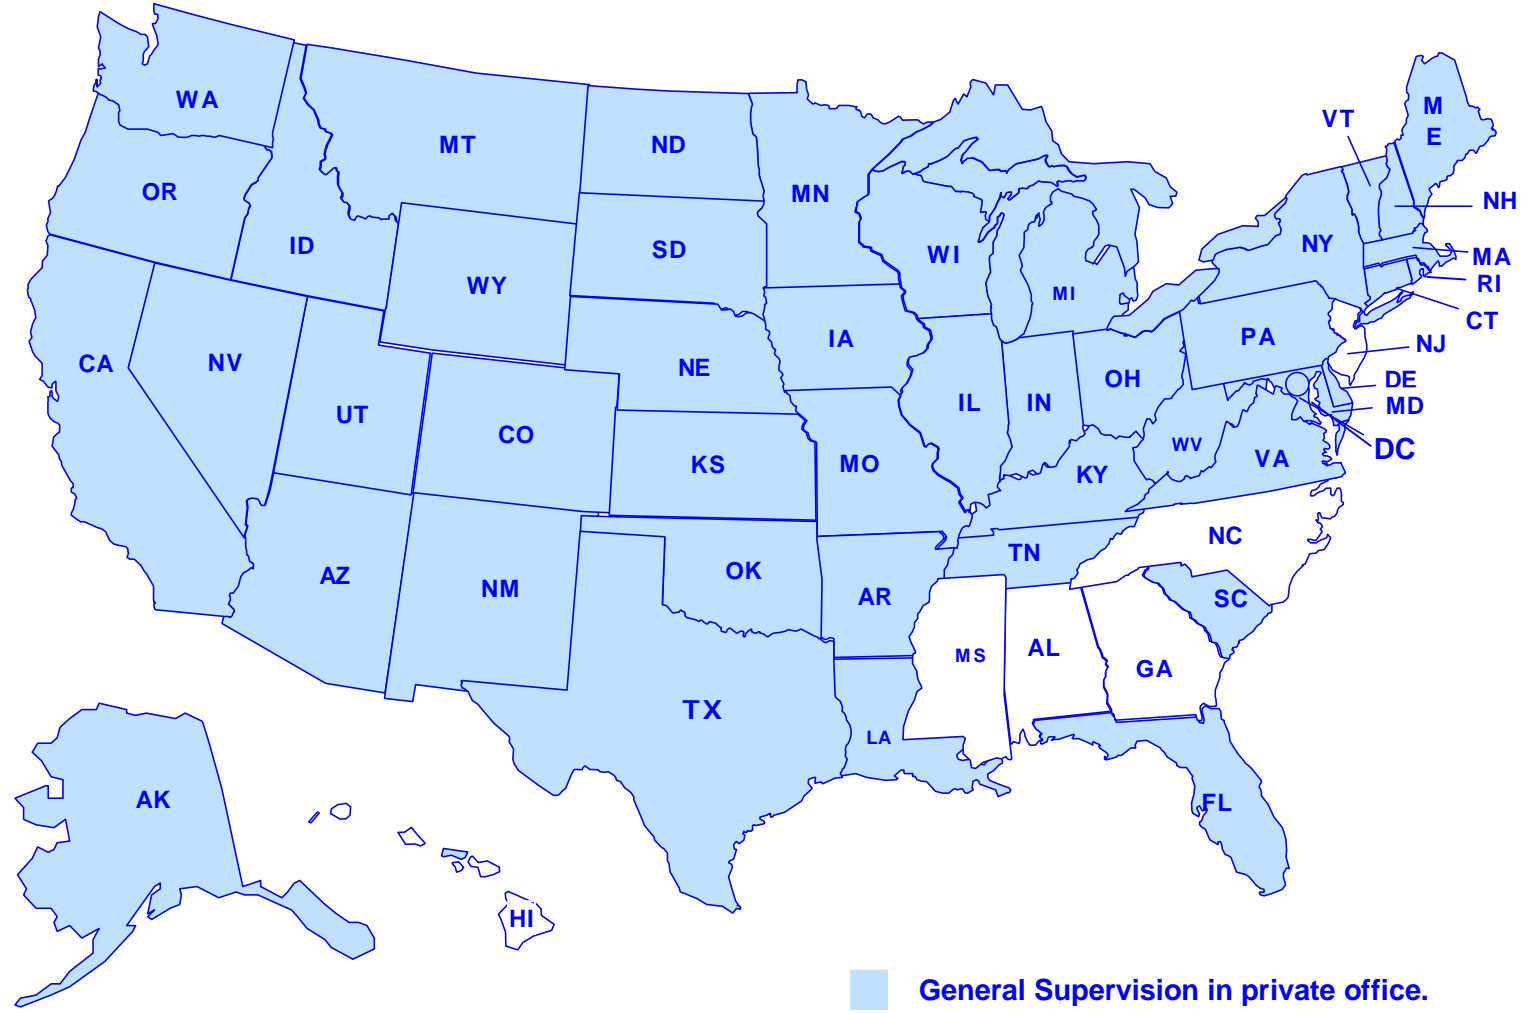 WA
MT
ND
MN
OR
ID
SD
WI
WY
MI
M
E
VT
NH
NY
MA
RI
CT
NJ
PA
DE
MD
DC
CA
NV
NE
IA
UT
CO
IL
IN
OH
KS
MO
WV
KY
VA
AZ
NM
OK
AR
TN
NC
SC
MS
AL
GA
TX
LA
FL
AK
HI
General Supervision in private office.